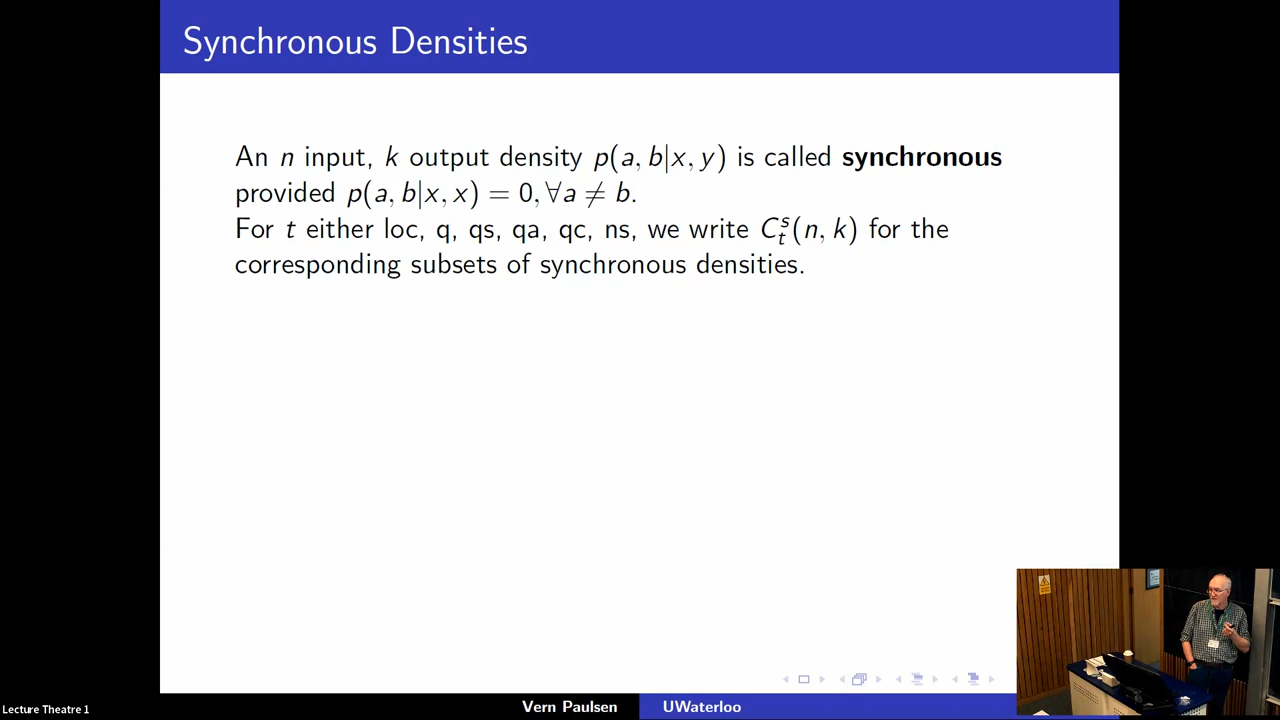 Synchronous Densities
An n input, k output density p(a, b|x, y) is called synchronous
provided p(a, b|x, x) = 0, ∀a ≠ b.
For t either loc, q, qs, qa, qc, ns, we write C_t^s(n, k) for the
corresponding subsets of synchronous densities.
Lecture Theatre 1
Vern Paulsen
UWaterloo